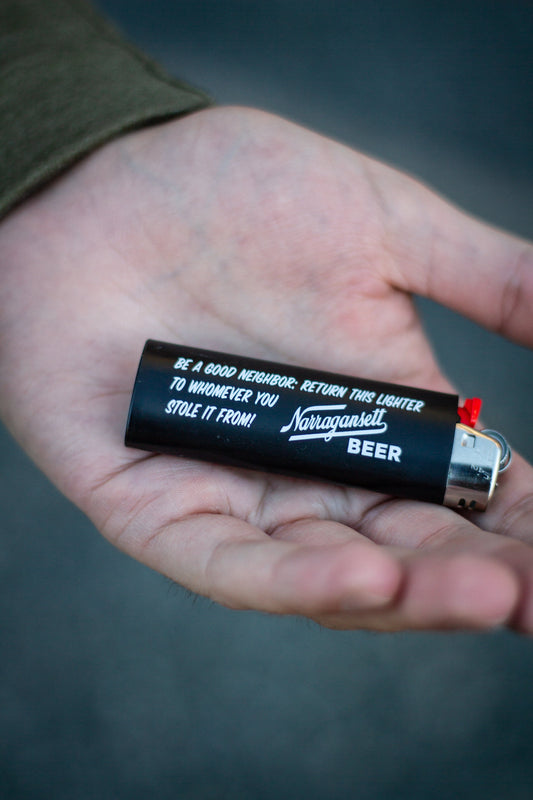 BE A GOOD NEIGHBOR: RETURN THIS LIGHTER
TO WHOMEVER YOU
STOLE IT FROM!
Narragansett
BEER